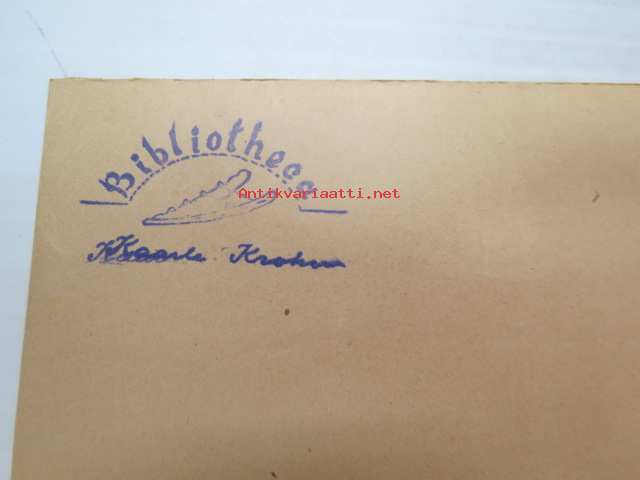 Bibliotheca
Antikvariaatti.net
Kaarle Krohn